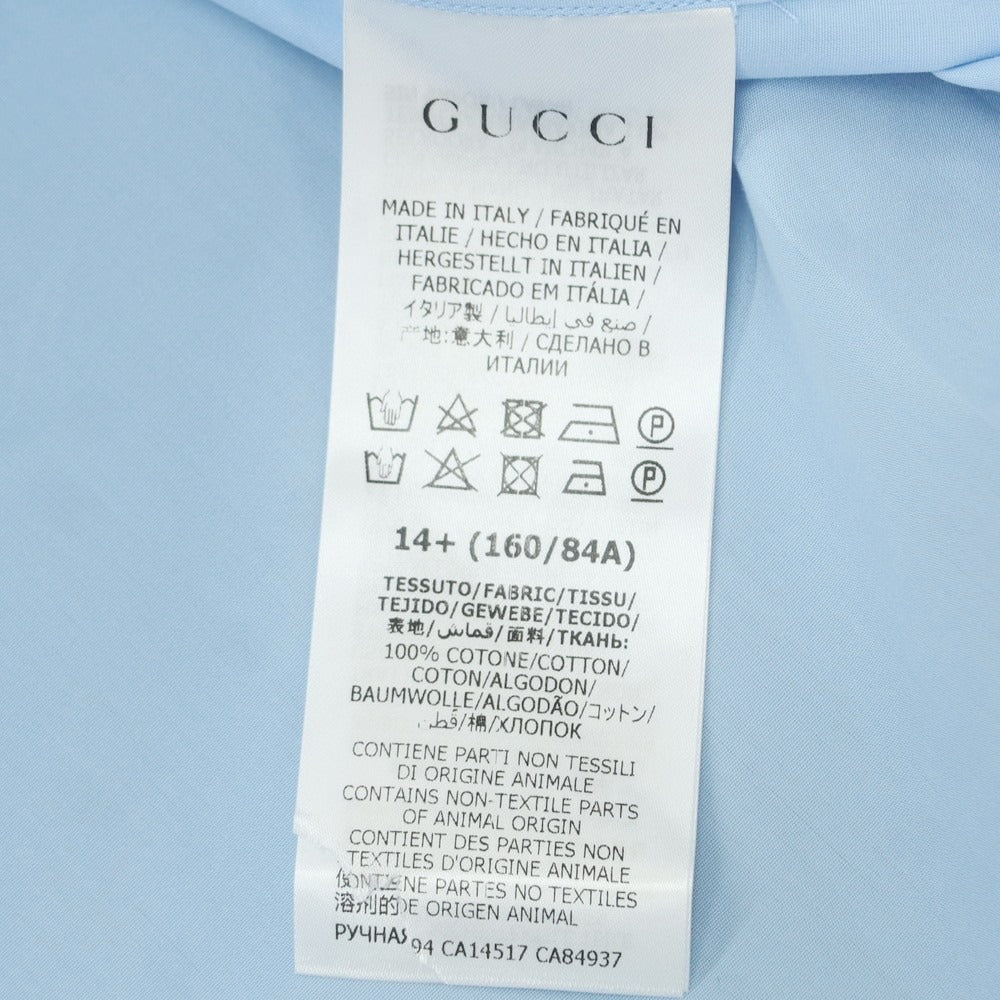 GUCCI
MADE IN ITALY / FABRIQUÉ EN
ITALIE / HECHO EN ITALIA /
HERGESTELLT IN ITALIEN /
FABRICADO EM ITÁLIA /
イタリア製 / صنع في إيطاليا /
产地:意大利 / СДЕЛАНО В
ИТАЛИИ
P
P
14+ (160/84A)
TESSUTO/FABRIC/TISSU/
TEJIDO/GEWEBE/TECIDO/
表地/قماش/面料/ТКАНЬ:
100% COTONE/COTTON/
COTON/ALGODON/
BAUMWOLLE/ALGODÃO/コットン/
قطن/棉/ХЛОПОК
CONTIENE PARTI NON TESSILI
DI ORIGINE ANIMALE
CONTAINS NON-TEXTILE PARTS
OF ANIMAL ORIGIN
CONTIENT DES PARTIES NON
TEXTILES D'ORIGINE ANIMALE
PARTES NO TEXTILES
溶剂的 DE ORIGEN ANIMAL
94 CA14517 CA84937